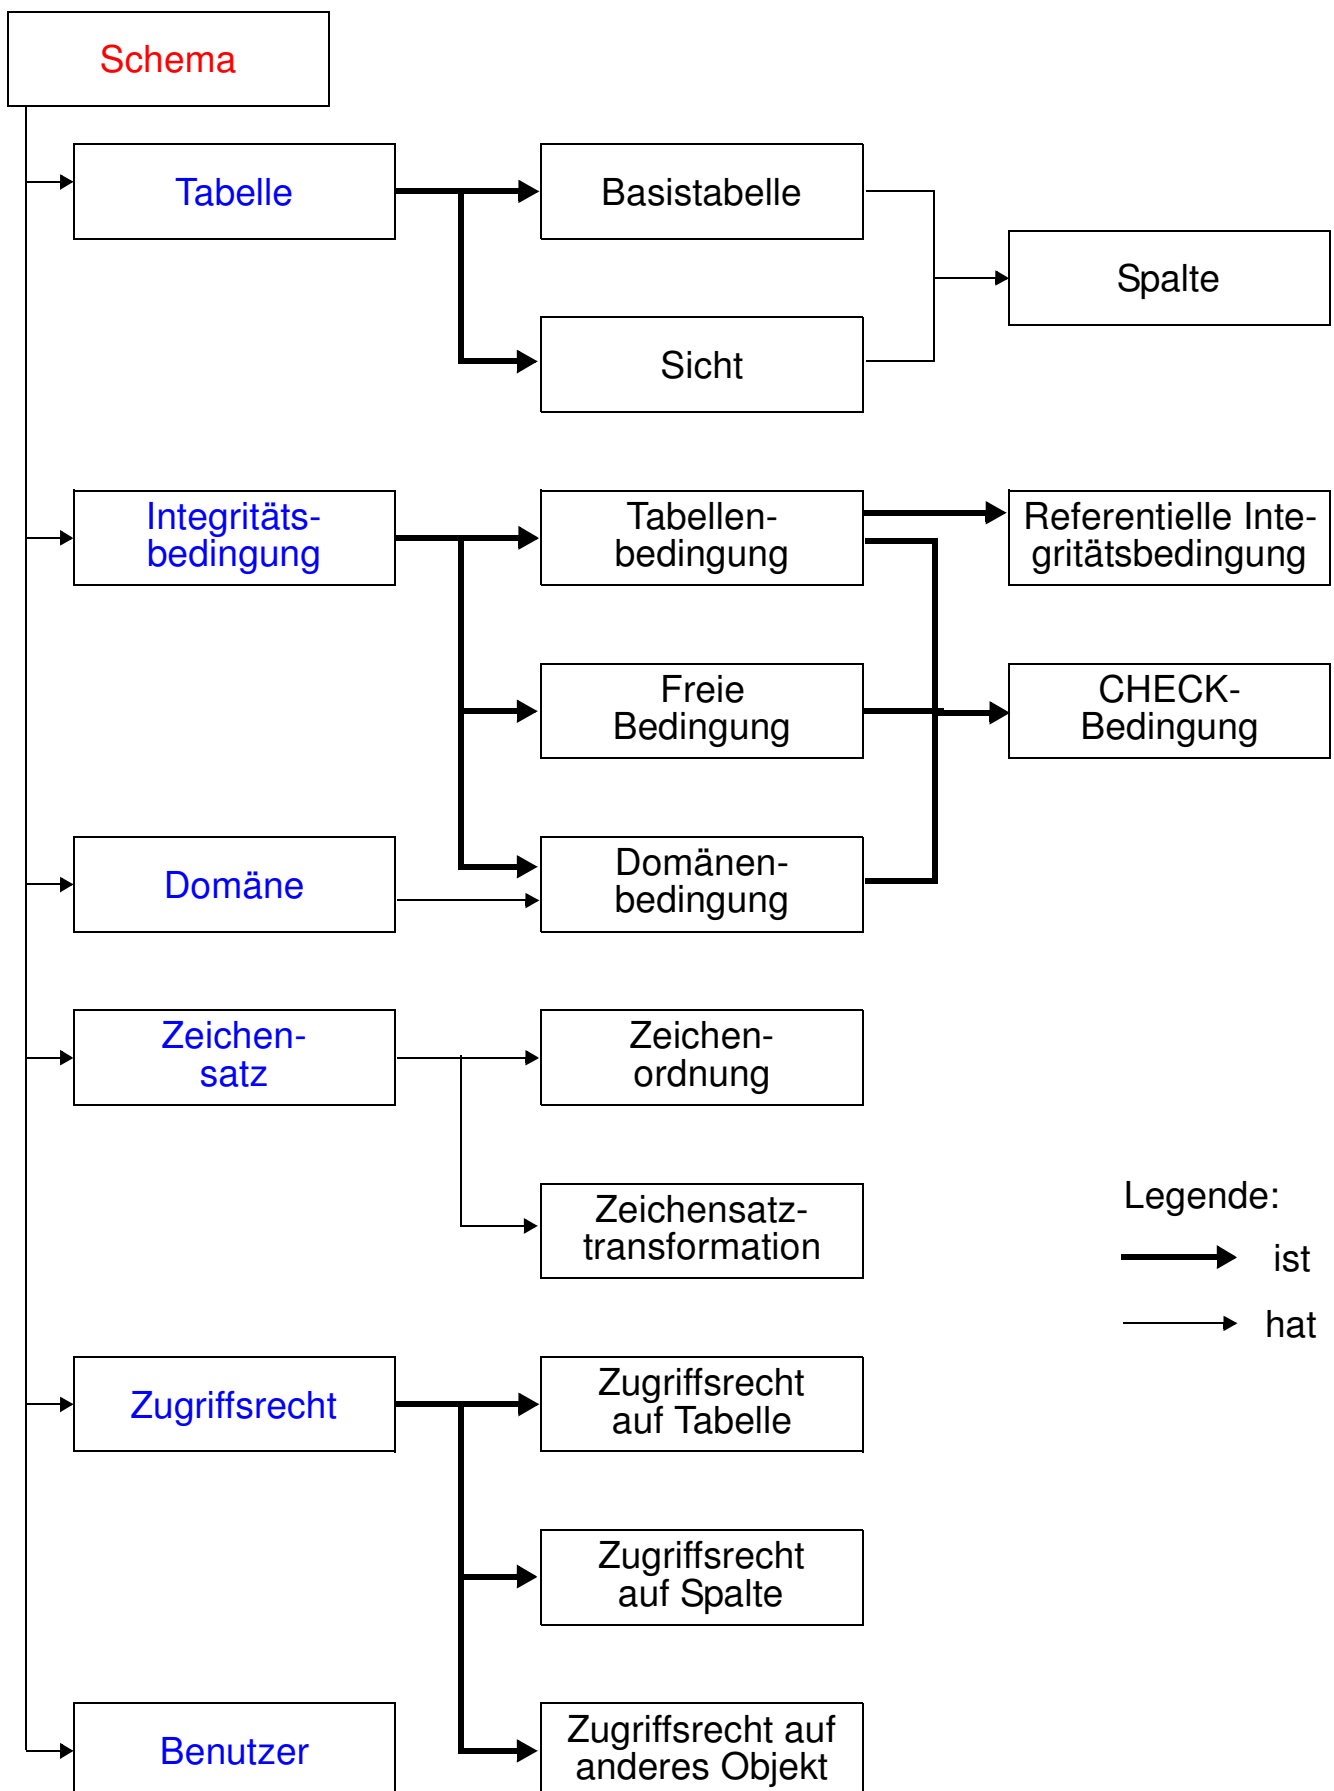 Schema
Tabelle
Basistabelle
Spalte
Sicht
Integritäts-
bedingung
Tabellen-
bedingung
Referentielle Inte-
gritätsbedingung
Freie
Bedingung
CHECK-
Bedingung
Domäne
Domänen-
bedingung
Zeichen-
satz
Zeichen-
ordnung
Zeichensatz-
transformation
Legende:
ist
hat
Zugriffsrecht
Zugriffsrecht
auf Tabelle
Zugriffsrecht
auf Spalte
Benutzer
Zugriffsrecht auf
anderes Objekt